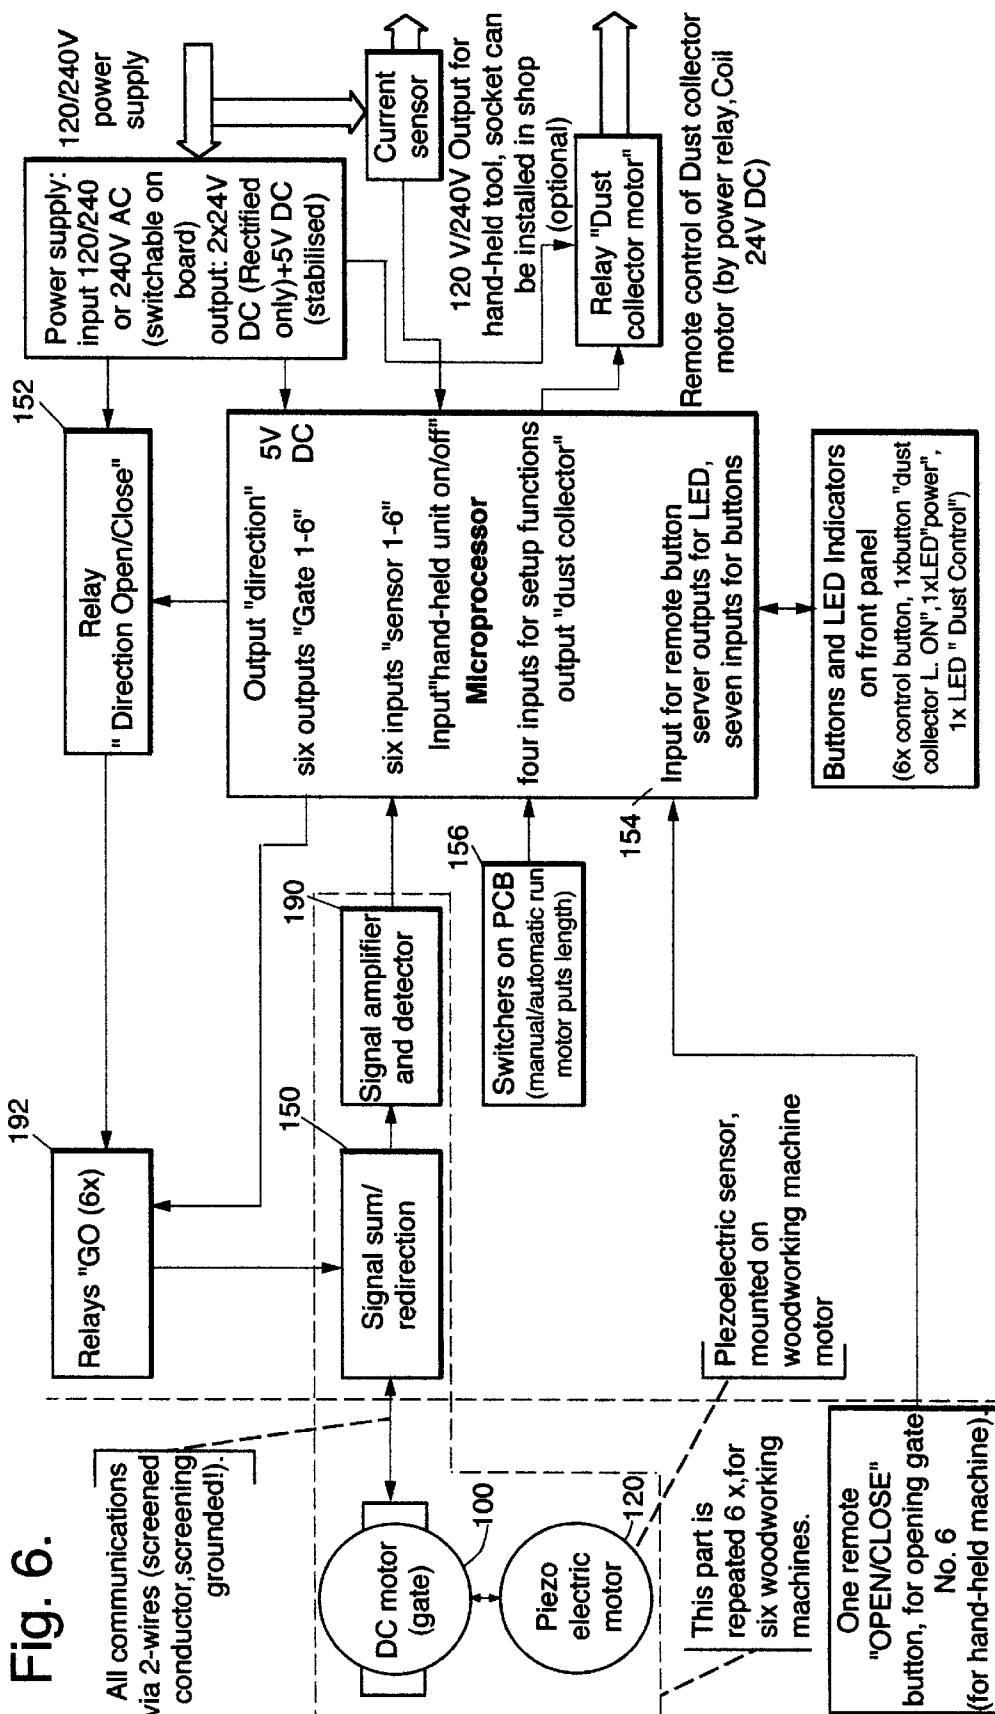 Fig. 6.
All communications
via 2-wires (screened
conductor,screening
grounded!!).
192
Relays "GO (6x)
Relay
" Direction Open/Close"
152
120/240V
power
supply
Power supply:
input 120/240
or 240V AC
(switchable on
board)
output: 2x24V
DC (Rectified
only)+5V DC
(stabilised)
Current
sensor
120 V/240V Output for
hand-held tool, socket can
be installed in shop
(optional)
Relay "Dust
collector motor"
Remote control of Dust collector
motor (by power relay,Coil
24V DC)
DC motor
(gate)
100
Piezo
electric
motor
120
150
Signal sum/
redirection
190
Signal amplifier
and detector
Output "direction"
5V
DC
six outputs "Gate 1-6"
six inputs "sensor 1-6"
Input"hand-held unit on/off"
Microprocessor
four inputs for setup functions
output "dust collector"
Input for remote button
server outputs for LED,
seven inputs for buttons
154
156
Switchers on PCB
(manual/automatic run
motor puts length)
This part is
repeated 6 x,for
six woodworking
machines.
Piezoelectric sensor,
mounted on
woodworking machine
motor
One remote
"OPEN/CLOSE"
button, for opening gate
No. 6
(for hand-held machine).
Buttons and LED Indicators
on front panel
(6x control button, 1xbutton "dust
collector L. ON",1xLED"power",
1x LED " Dust Control")